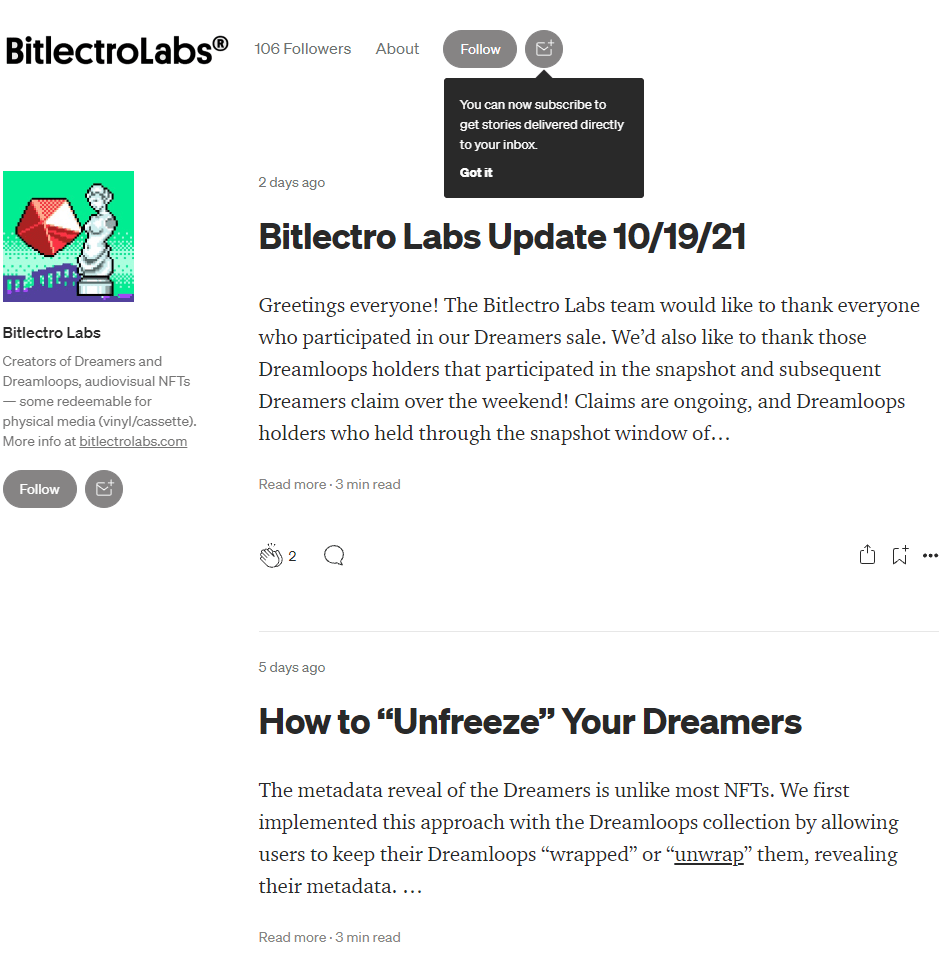 BitlectroLabs®
106 Followers
About
Follow
You can now subscribe to
get stories delivered directly
to your inbox.
Got it
Bitlectro Labs
Creators of Dreamers and
Dreamloops, audiovisual NFTs
— some redeemable for
physical media (vinyl/cassette).
More info at bitlectrolabs.com
Follow
2 days ago
Bitlectro Labs Update 10/19/21
Greetings everyone! The Bitlectro Labs team would like to thank everyone
who participated in our Dreamers sale. We’d also like to thank those
Dreamloops holders that participated in the snapshot and subsequent
Dreamers claim over the weekend! Claims are ongoing, and Dreamloops
holders who held through the snapshot window of…
Read more · 3 min read
2
5 days ago
How to “Unfreeze” Your Dreamers
The metadata reveal of the Dreamers is unlike most NFTs. We first
implemented this approach with the Dreamloops collection by allowing
users to keep their Dreamloops “wrapped” or “unwrap” them, revealing
their metadata. …
Read more · 3 min read